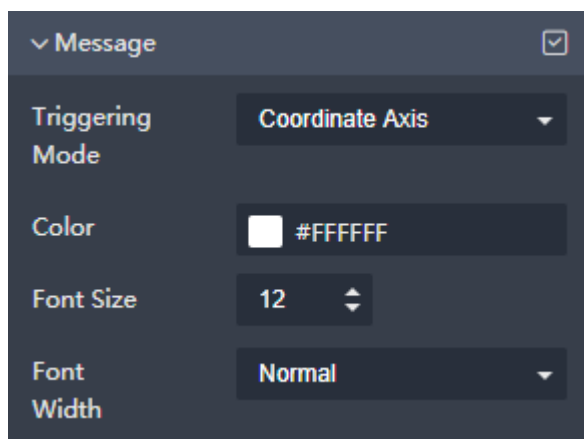 Message
Triggering
Mode
Coordinate Axis
Color
#FFFFFF
Font Size
12
Font
Width
Normal